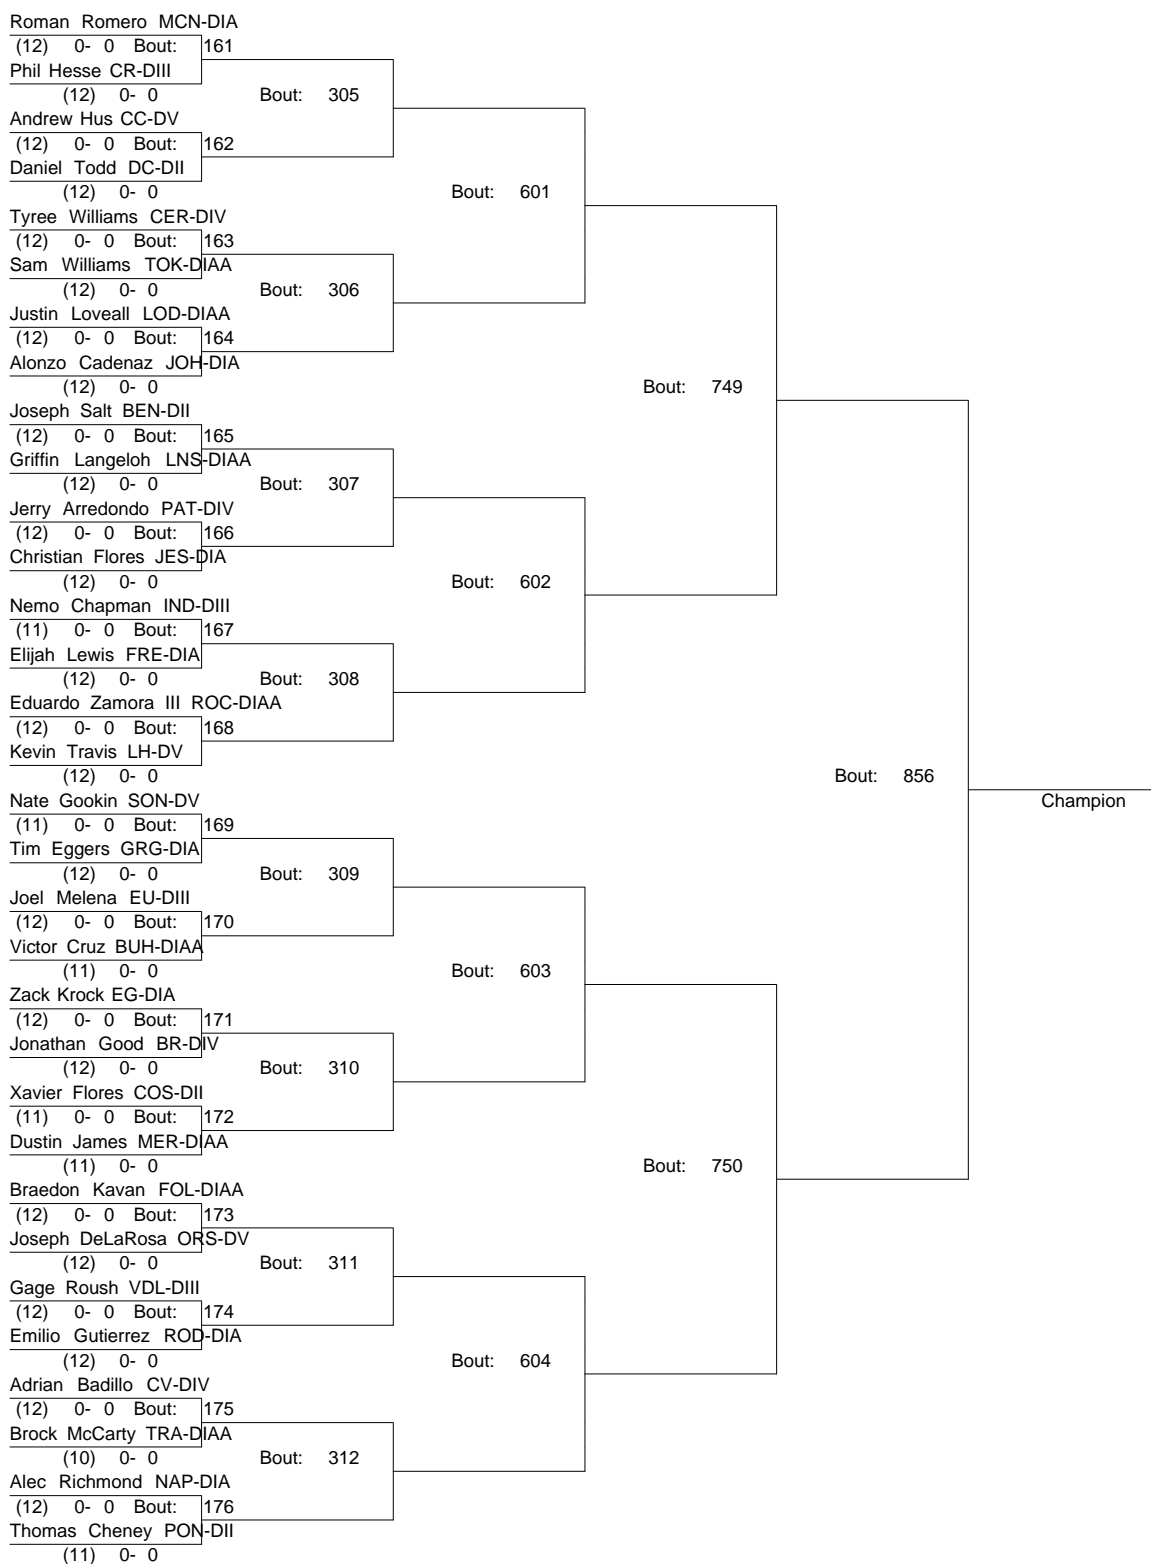 Roman Romero MCN-DIA
(12) 0- 0 Bout: 161
Phil Hesse CR-DIII
(12) 0- 0 Bout: 305
Andrew Hus CC-DV
(12) 0- 0 Bout: 162
Daniel Todd DC-DII
(12) 0- 0 Bout: 601
Tyree Williams CER-DIV
(12) 0- 0 Bout: 163
Sam Williams TOK-DIAA
(12) 0- 0 Bout: 306
Justin Loveall LOD-DIAA
(12) 0- 0 Bout: 164
Alonzo Cadenaz JOH-DIA
(12) 0- 0 Bout: 749
Joseph Salt BEN-DII
(12) 0- 0 Bout: 165
Griffin Langeloh LNS-DIAA
(12) 0- 0 Bout: 307
Jerry Arredondo PAT-DIV
(12) 0- 0 Bout: 166
Christian Flores JES-DIA
(12) 0- 0 Bout: 602
Nemo Chapman IND-DIII
(11) 0- 0 Bout: 167
Elijah Lewis FRE-DIA
(12) 0- 0 Bout: 308
Eduardo Zamora III ROC-DIAA
(12) 0- 0 Bout: 168
Kevin Travis LH-DV
(12) 0- 0 Bout: 856
Nate Gookin SON-DV Champion
(11) 0- 0 Bout: 169
Tim Eggers GRG-DIA
(12) 0- 0 Bout: 309
Joel Melena EU-DIII
(12) 0- 0 Bout: 170
Victor Cruz BUH-DIAA
(11) 0- 0 Bout: 603
Zack Krock EG-DIA
(12) 0- 0 Bout: 171
Jonathan Good BR-DIV
(12) 0- 0 Bout: 310
Xavier Flores COS-DII
(11) 0- 0 Bout: 172
Dustin James MER-DIAA
(11) 0- 0 Bout: 750
Braedon Kavan FOL-DIAA
(12) 0- 0 Bout: 173
Joseph DeLaRosa ORS-DV
(12) 0- 0 Bout: 311
Gage Roush VDL-DIII
(12) 0- 0 Bout: 174
Emilio Gutierrez ROD-DIA
(12) 0- 0 Bout: 604
Adrian Badillo CV-DIV
(12) 0- 0 Bout: 175
Brock McCarty TRA-DIAA
(10) 0- 0 Bout: 312
Alec Richmond NAP-DIA
(12) 0- 0 Bout: 176
Thomas Cheney PON-DII
(11) 0- 0